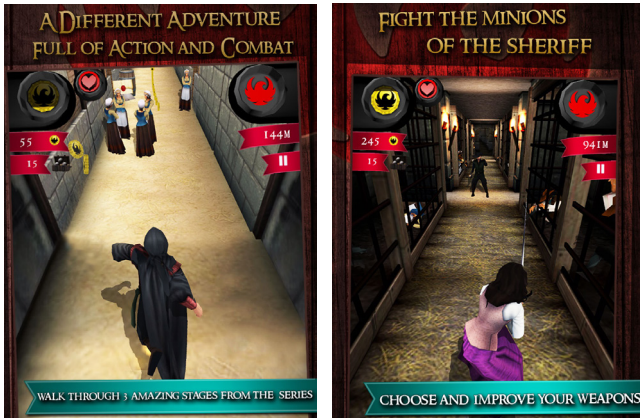 A DIFFERENT ADVENTURE
FULL OF ACTION AND COMBAT
55
15
144M
WALK THROUGH 3 AMAZING STAGES FROM THE SERIES
FIGHT THE MINIONS
OF THE SHERIFF
245
15
941M
CHOOSE AND IMPROVE YOUR WEAPONS